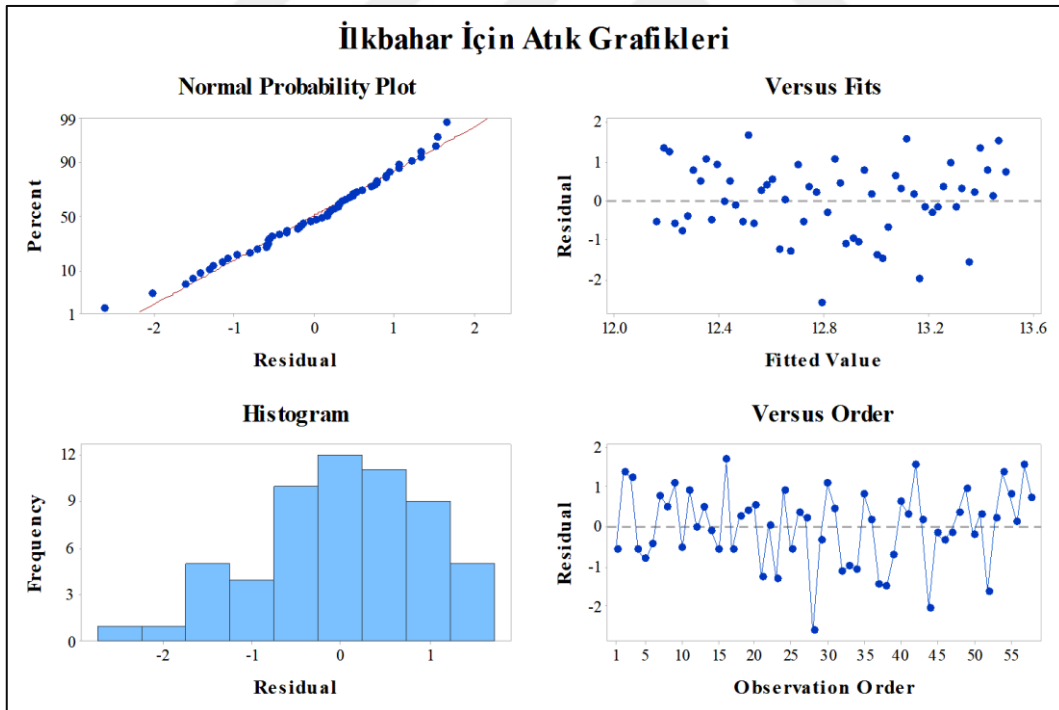 İlkbahar İçin Atık Grafikleri
Normal Probability Plot
Percent
99
90
50
10
1
-2 -1 0 1 2
Residual
Versus Fits
Residual
2
1
0
-1
-2
12.0 12.4 12.8 13.2 13.6
Fitted Value
Histogram
Frequency
12
9
6
3
0
-2 -1 0 1
Residual
Versus Order
Residual
2
1
0
-1
-2
1 5 10 15 20 25 30 35 40 45 50 55
Observation Order